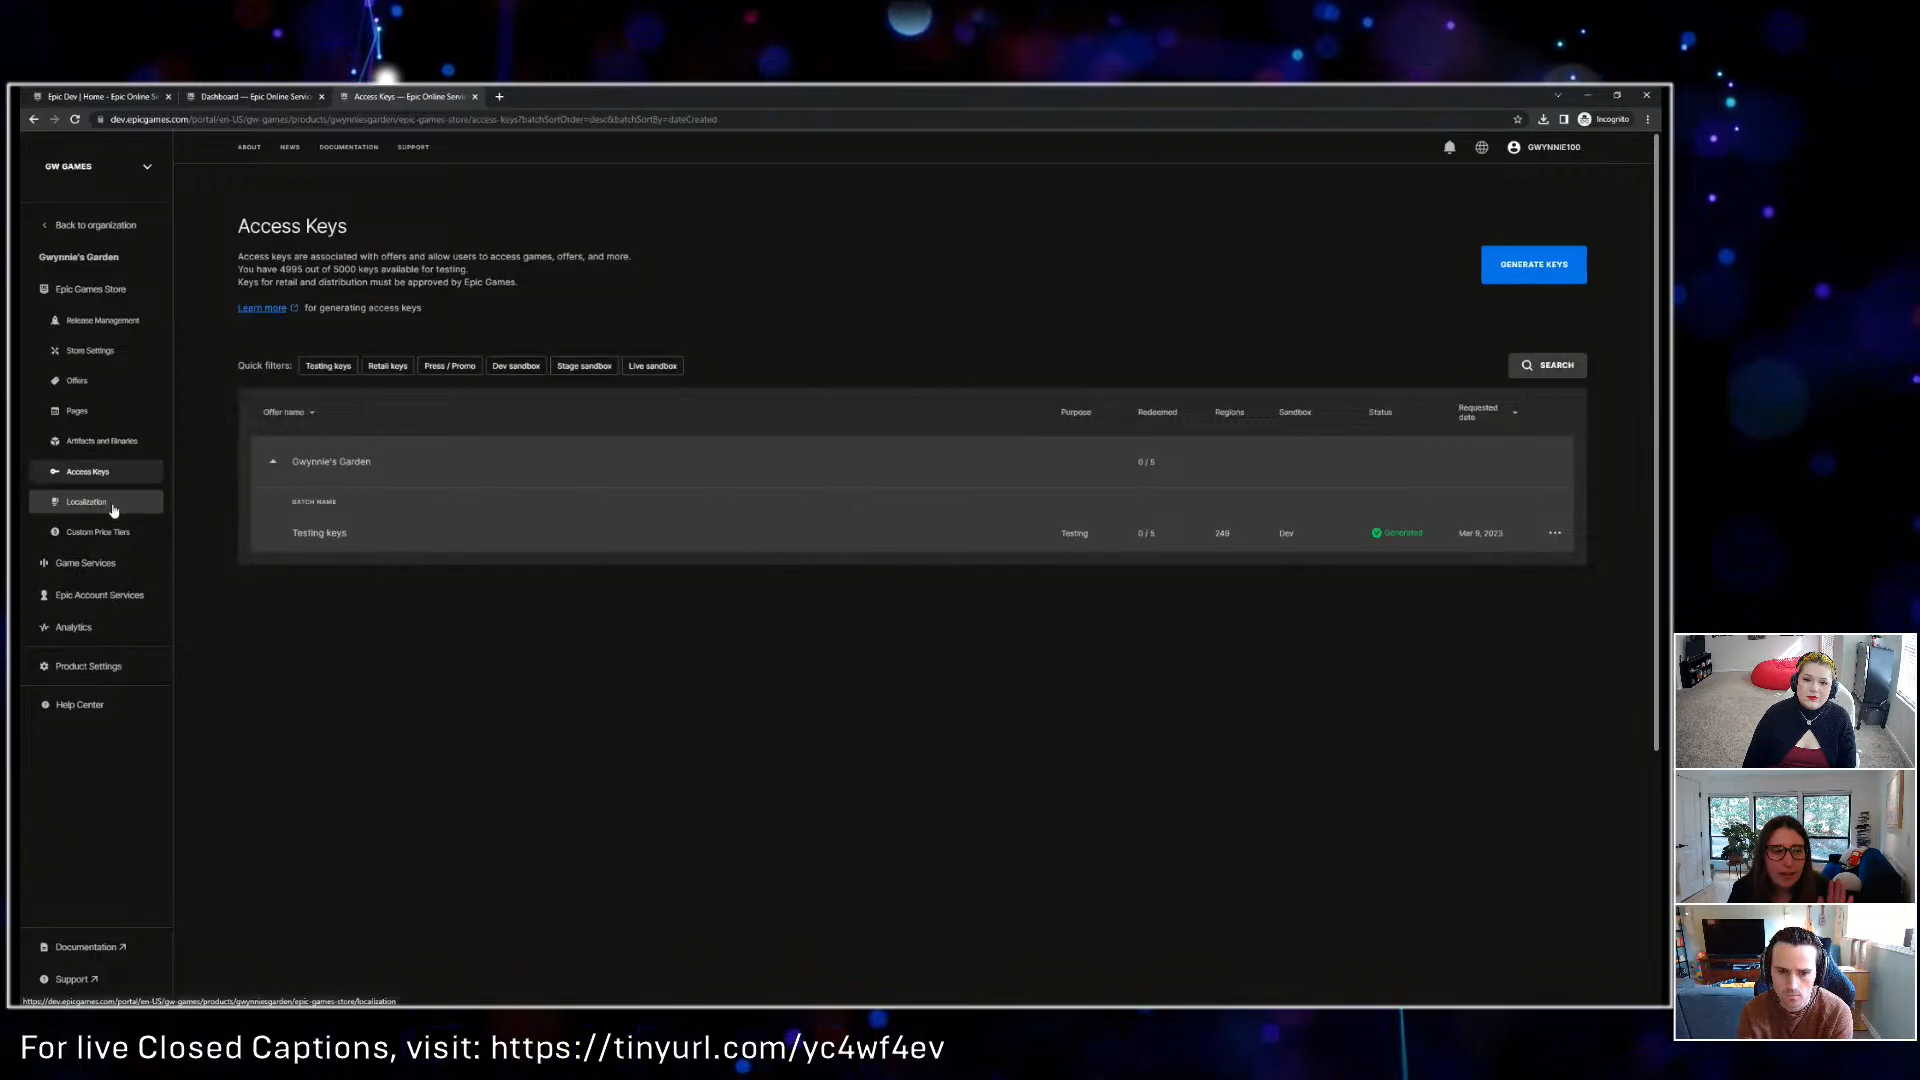 Epic Dev | Home - Epic Online Se
Dashboard — Epic Online Servic
Access Keys — Epic Online Servi
dev.epicgames.com/portal/en-US/gw-games/products/gwynniesgarden/epic-games-store/access-keys?batchSortOrder=desc&batchSortBy=dateCreated
Incognito
GW GAMES
ABOUT
NEWS
DOCUMENTATION
SUPPORT
GWYNNIE100
Back to organization
Gwynnie's Garden
Epic Games Store
Release Management
Store Settings
Offers
Pages
Artifacts and Binaries
Access Keys
Localization
Custom Price Tiers
Game Services
Epic Account Services
Analytics
Product Settings
Help Center
Documentation
Support
Access Keys
Access keys are associated with offers and allow users to access games, offers, and more.
You have 4995 out of 5000 keys available for testing.
Keys for retail and distribution must be approved by Epic Games.
Learn more for generating access keys
GENERATE KEYS
Quick filters: Testing keys Retail keys Press / Promo Dev sandbox Stage sandbox Live sandbox
SEARCH
Offer name Purpose Redeemed Regions Sandbox Status Requested date
Gwynnie's Garden 0 / 5
BATCH NAME
Testing keys Testing 0 / 5 249 Dev Generated Mar 9, 2023
https://dev.epicgames.com/portal/en-US/gw-games/products/gwynniesgarden/epic-games-store/localization
For live Closed Captions, visit: https://tinyurl.com/yc4wf4ev